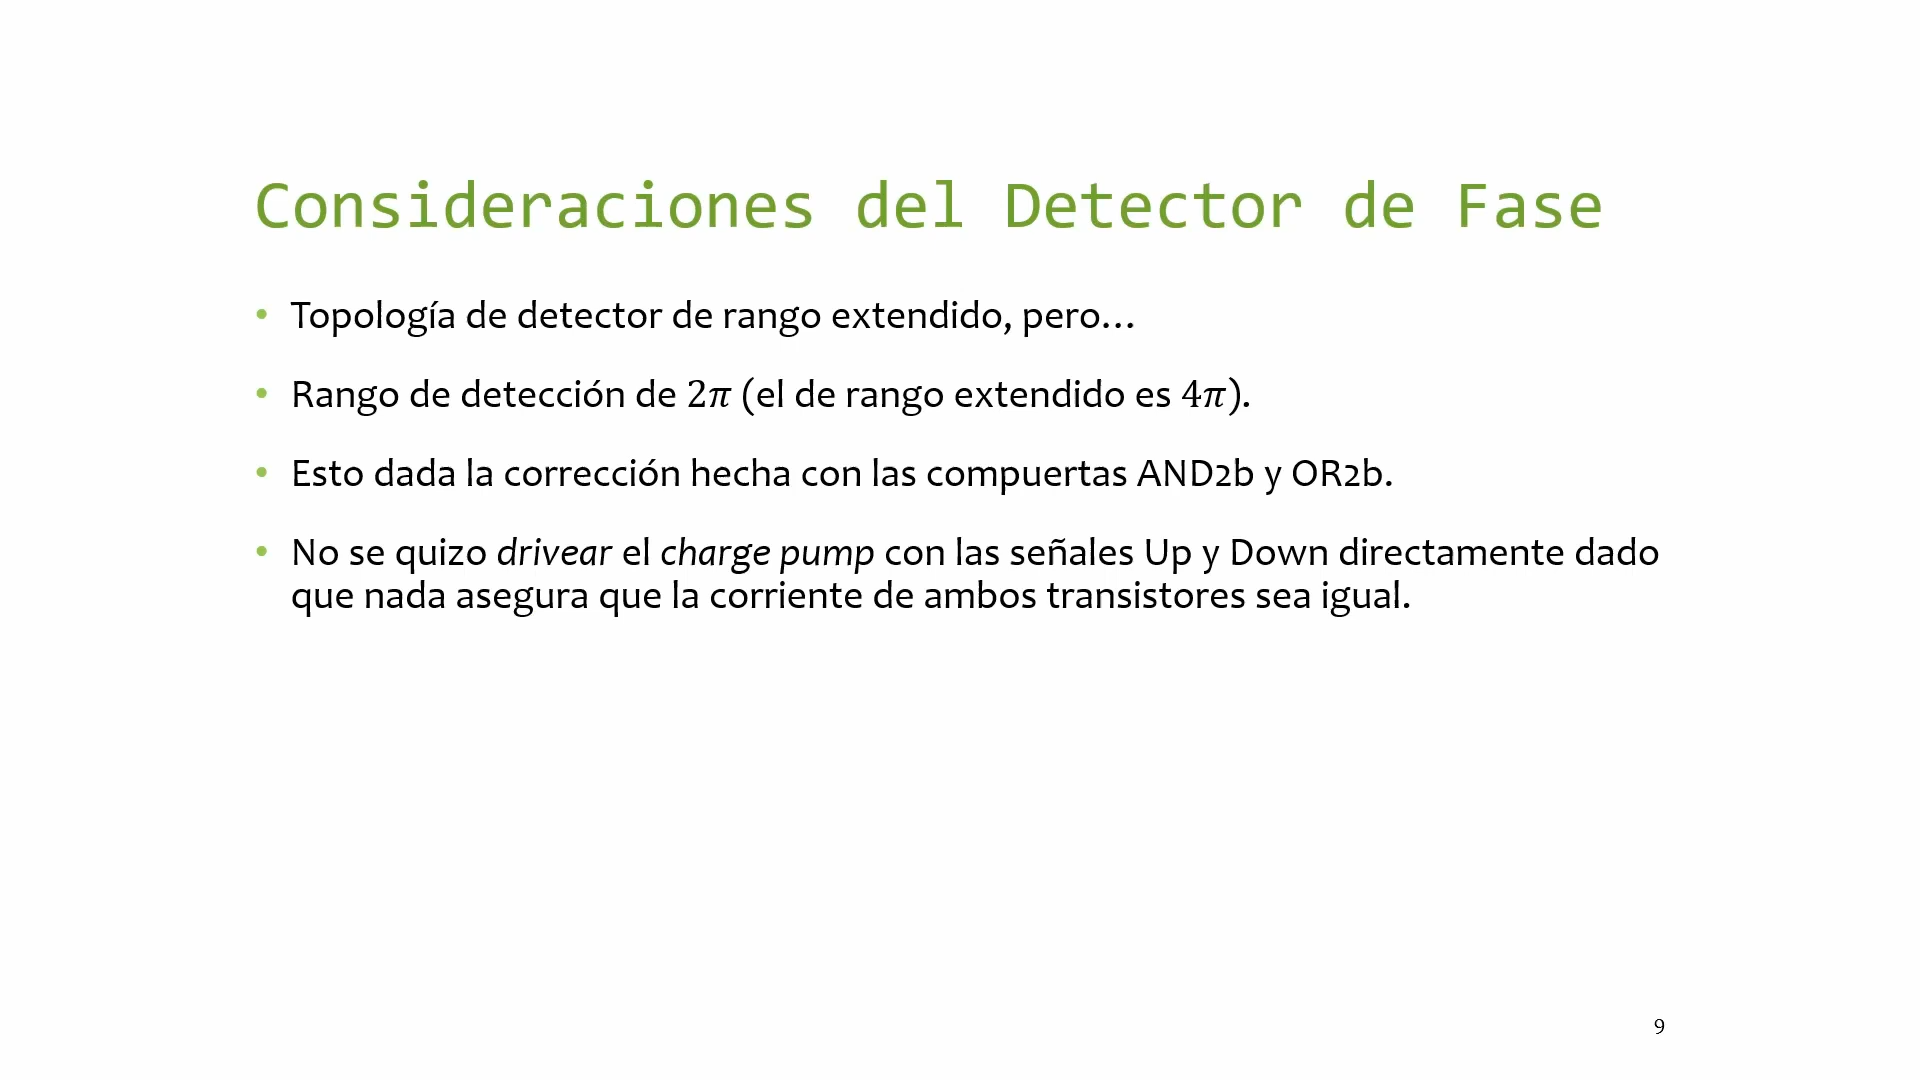 Consideraciones del Detector de Fase
• Topología de detector de rango extendido, pero…
• Rango de detección de 2𝜋 (el de rango extendido es 4𝜋).
• Esto dada la corrección hecha con las compuertas AND2b y OR2b.
• No se quizo drivear el charge pump con las señales Up y Down directamente dado
que nada asegura que la corriente de ambos transistores sea igual.
9